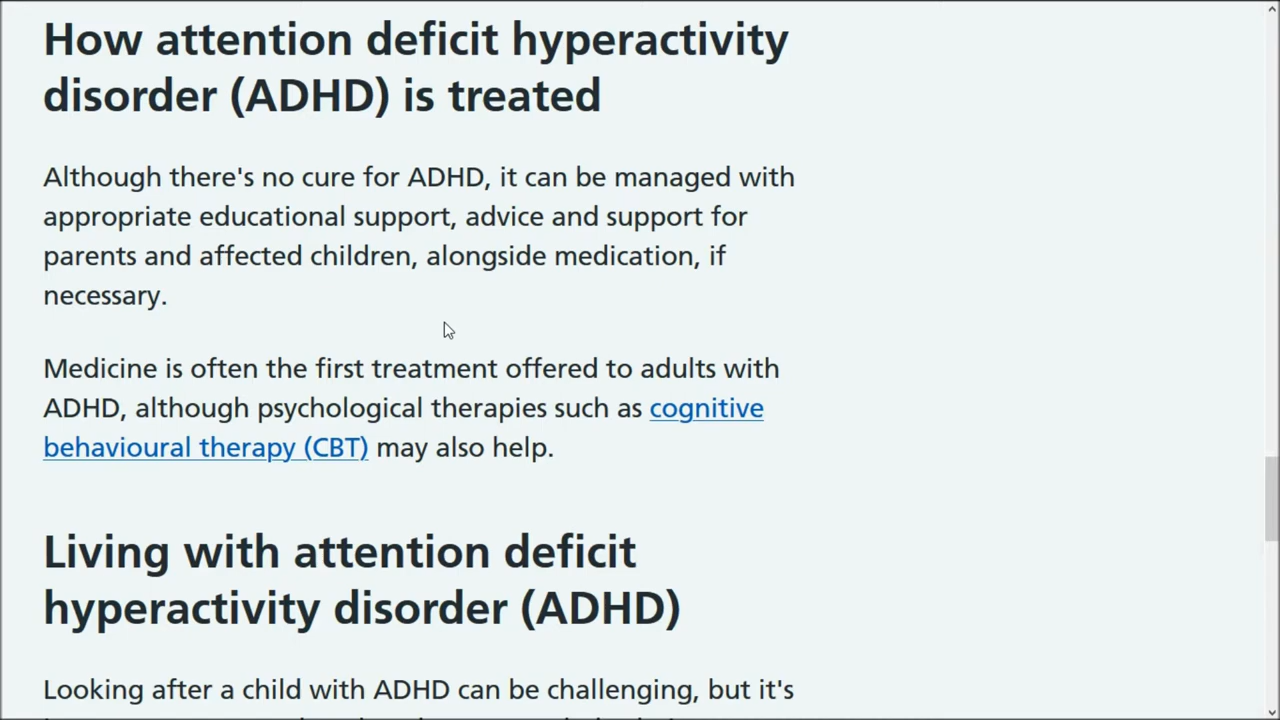 How attention deficit hyperactivity
disorder (ADHD) is treated
Although there's no cure for ADHD, it can be managed with
appropriate educational support, advice and support for
parents and affected children, alongside medication, if
necessary.
Medicine is often the first treatment offered to adults with
ADHD, although psychological therapies such as cognitive
behavioural therapy (CBT) may also help.
Living with attention deficit
hyperactivity disorder (ADHD)
Looking after a child with ADHD can be challenging, but it's